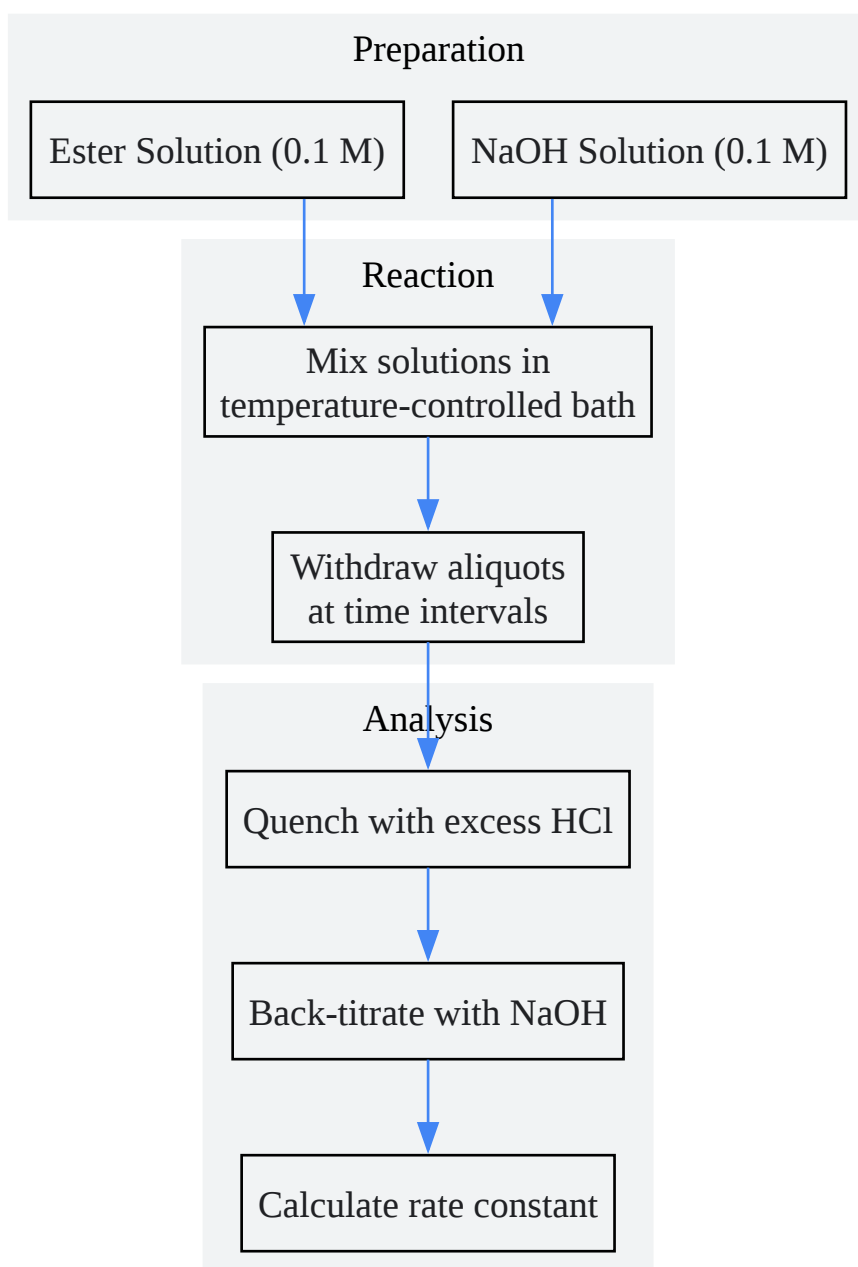 Preparation
Ester Solution (0.1 M)
NaOH Solution (0.1 M)
Reaction
Mix solutions in
temperature-controlled bath
Withdraw aliquots
at time intervals
Analysis
Quench with excess HCl
Back-titrate with NaOH
Calculate rate constant